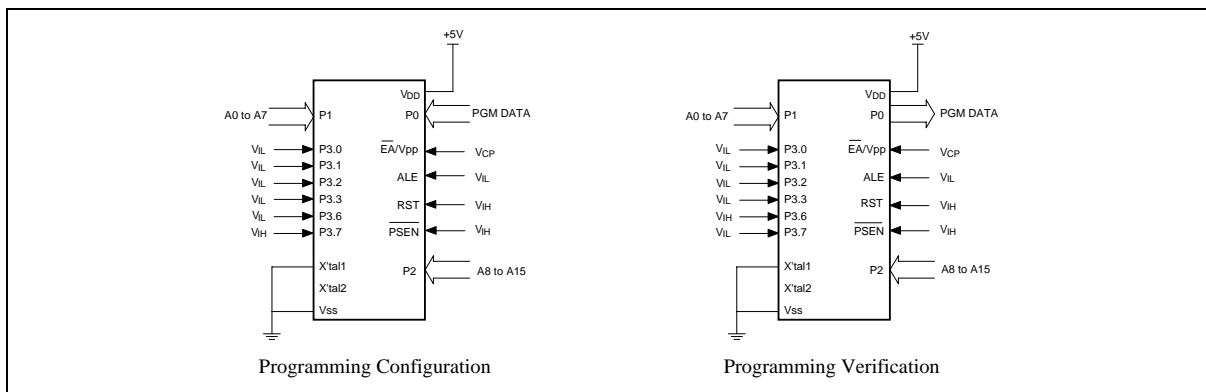 +5V
VDD
A0 to A7
P1
P0
PGM DATA
VIL
P3.0
EA/Vpp
VCP
VIL
P3.1
VIL
P3.2
ALE
VIL
VIL
P3.3
RST
VIH
VIL
P3.6
VIH
P3.7
PSEN
VIH
X'tal1
P2
A8 to A15
X'tal2
Vss
Programming Configuration
+5V
VDD
A0 to A7
P1
P0
PGM DATA
VIL
P3.0
EA/Vpp
VCP
VIL
P3.1
VIL
P3.2
ALE
VIL
VIL
P3.3
RST
VIH
VIH
P3.6
VIL
P3.7
PSEN
VIH
X'tal1
P2
A8 to A15
X'tal2
Vss
Programming Verification